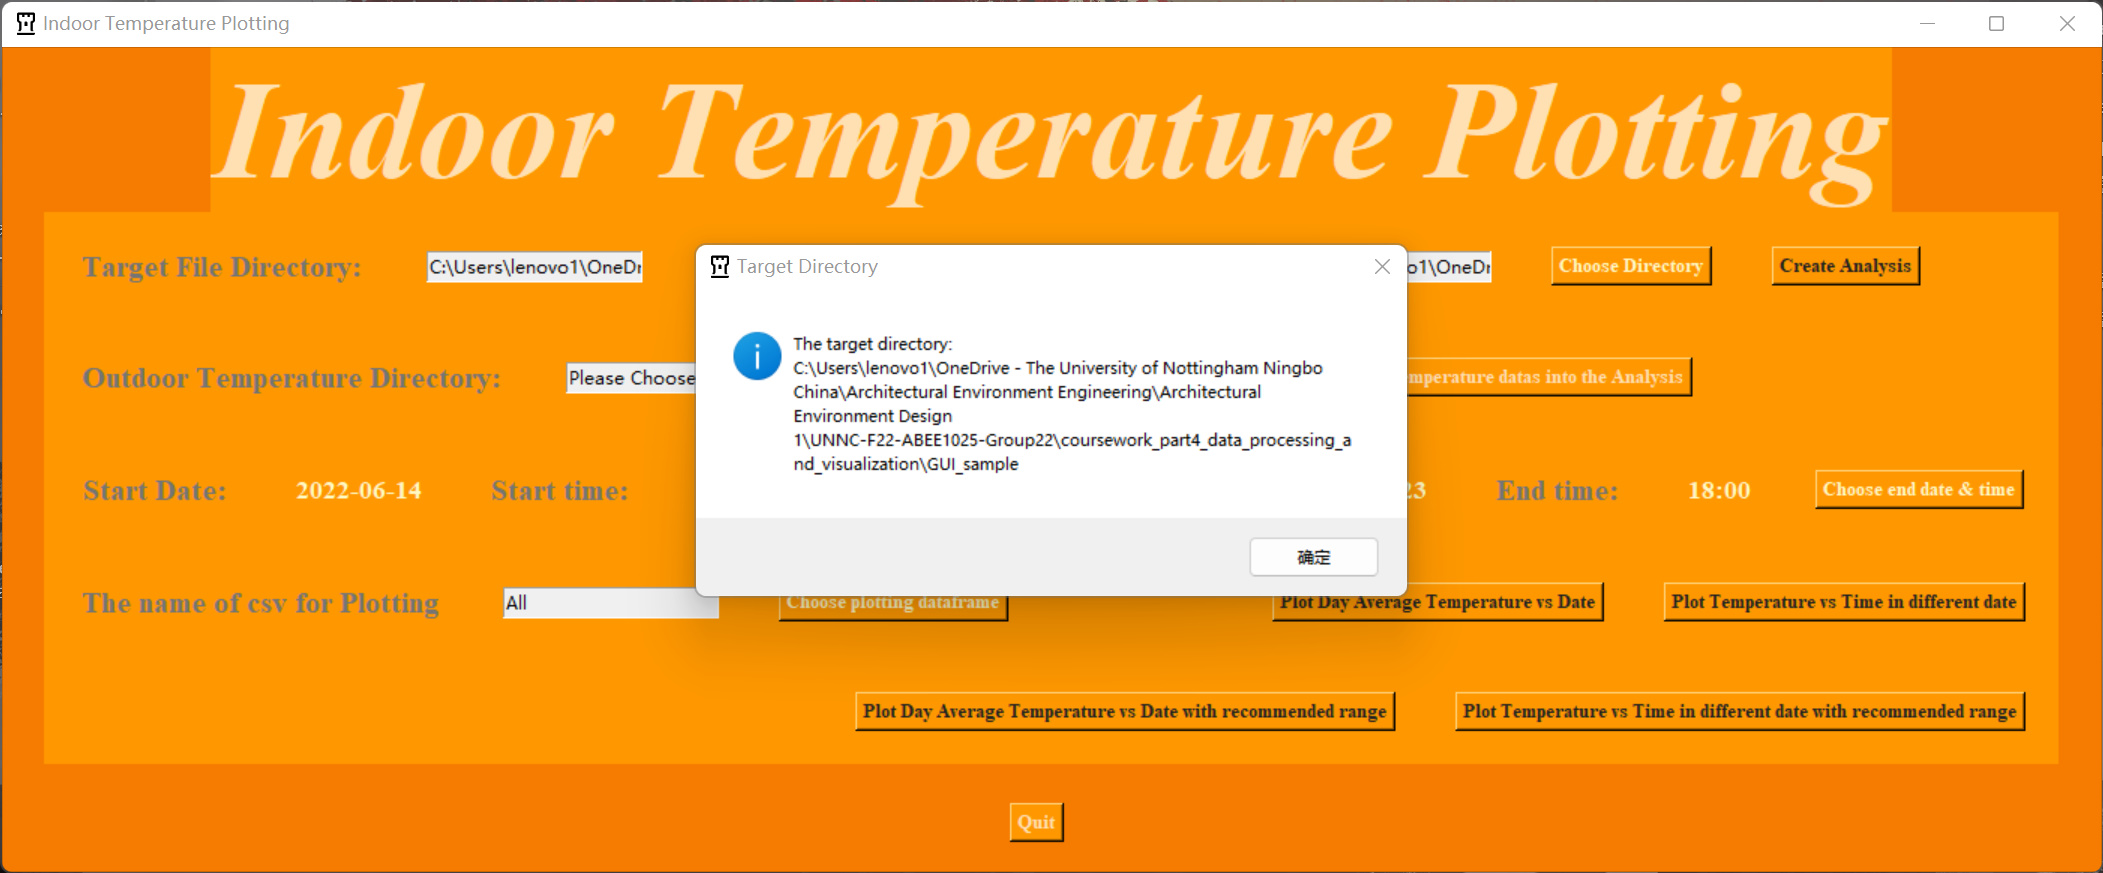 Indoor Temperature Plotting
Indoor Temperature Plotting
Target File Directory: C:\Users\lenovo1\OneDr o1\OneDr Choose Directory Create Analysis
Target Directory
The target directory:
C:\Users\lenovo1\OneDrive - The University of Nottingham Ningbo
China\Architectural Environment Engineering\Architectural
Environment Design
1\UNNC-F22-ABEE1025-Group22\coursework_part4_data_processing_a
nd_visualization\GUI_sample
确定
Outdoor Temperature Directory: Please Choose mperature datas into the Analysis
Start Date: 2022-06-14 Start time: 23 End time: 18:00 Choose end date & time
The name of csv for Plotting All Choose plotting dataframe Plot Day Average Temperature vs Date Plot Temperature vs Time in different date
Plot Day Average Temperature vs Date with recommended range Plot Temperature vs Time in different date with recommended range
Quit